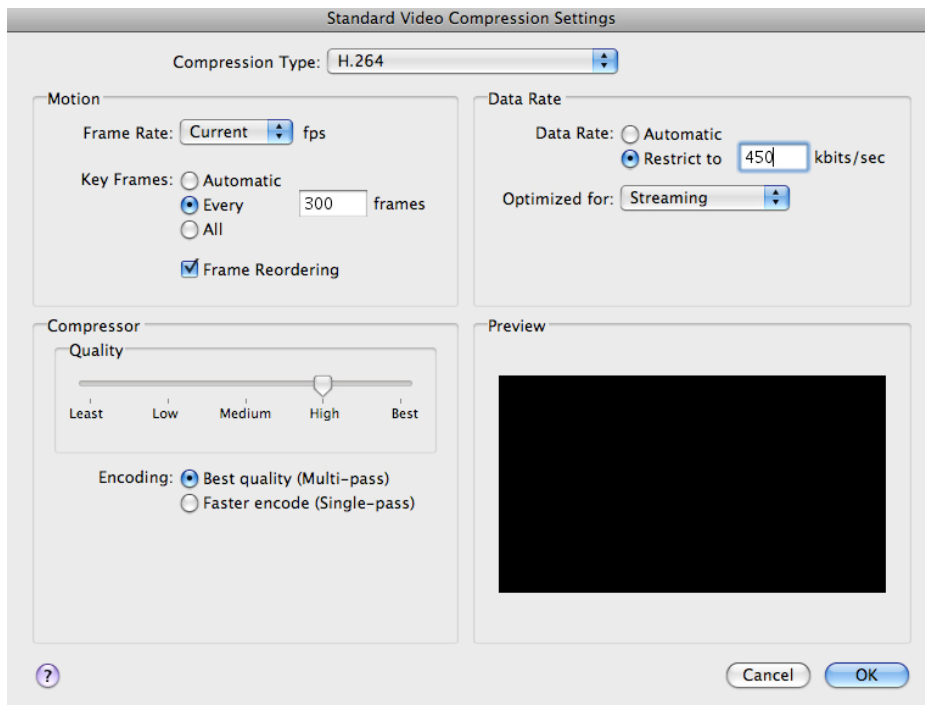 Standard Video Compression Settings
Compression Type: H.264
Motion
Frame Rate: Current fps
Key Frames: Automatic
Every 300 frames
All
Frame Reordering
Data Rate
Data Rate: Automatic
Restrict to 450 kbits/sec
Optimized for: Streaming
Compressor
Quality
Least Low Medium High Best
Encoding: Best quality (Multi-pass)
Faster encode (Single-pass)
Preview
?
Cancel OK